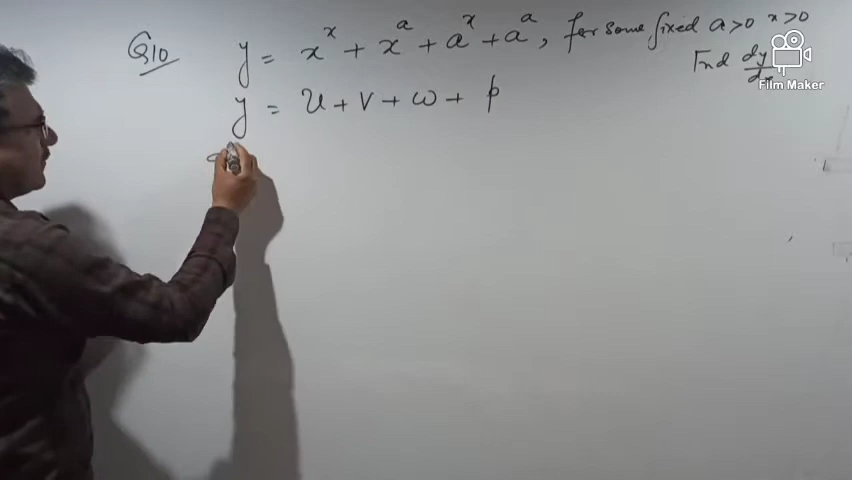 Q10 y = x^x + x^a + a^x + a^a, for some fixed a>0 x>0
Find dy/dx
Film Maker
y = u + v + w + p